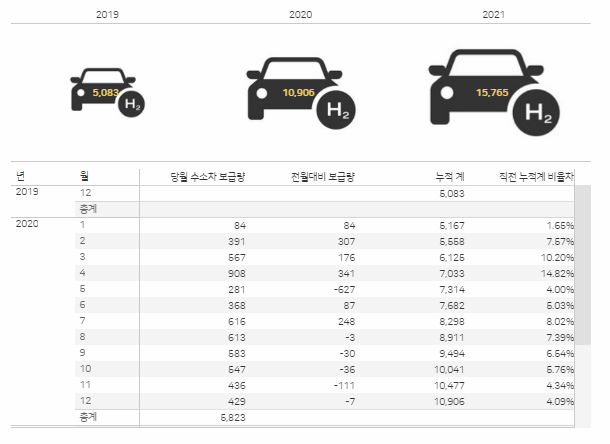 2019 2020 2021
5,083 H2 10,906 H2 15,765 H2
년 월 당월 수소차 보급량 전월대비 보급량 누적 계 직전 누적계 비율차
2019 12 5,083
총계
2020 1 84 84 5,167 1.65%
2 391 307 5,558 7.57%
3 567 176 6,125 10.20%
4 908 341 7,033 14.82%
5 281 -627 7,314 4.00%
6 368 87 7,682 5.03%
7 616 248 8,298 8.02%
8 613 -3 8,911 7.39%
9 583 -30 9,494 6.54%
10 547 -36 10,041 5.76%
11 436 -111 10,477 4.34%
12 429 -7 10,906 4.09%
총계 5,823